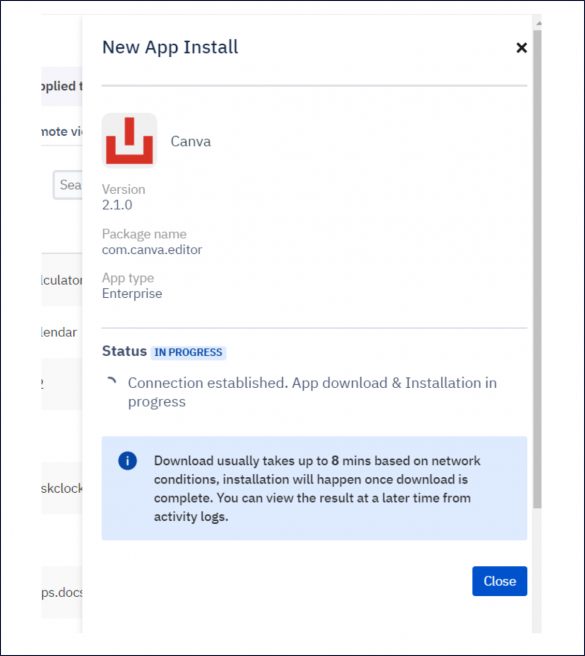 New App Install
pplied t
Canva
mote vi
Version
2.1.0
Sea
Package name
com.canva.editor
App type
Enterprise
lculator
lendar
Status IN PROGRESS
Connection established. App download & Installation in
progress
2
Download usually takes up to 8 mins based on network
conditions, installation will happen once download is
complete. You can view the result at a later time from
activity logs.
skclock
Close
ps.docs